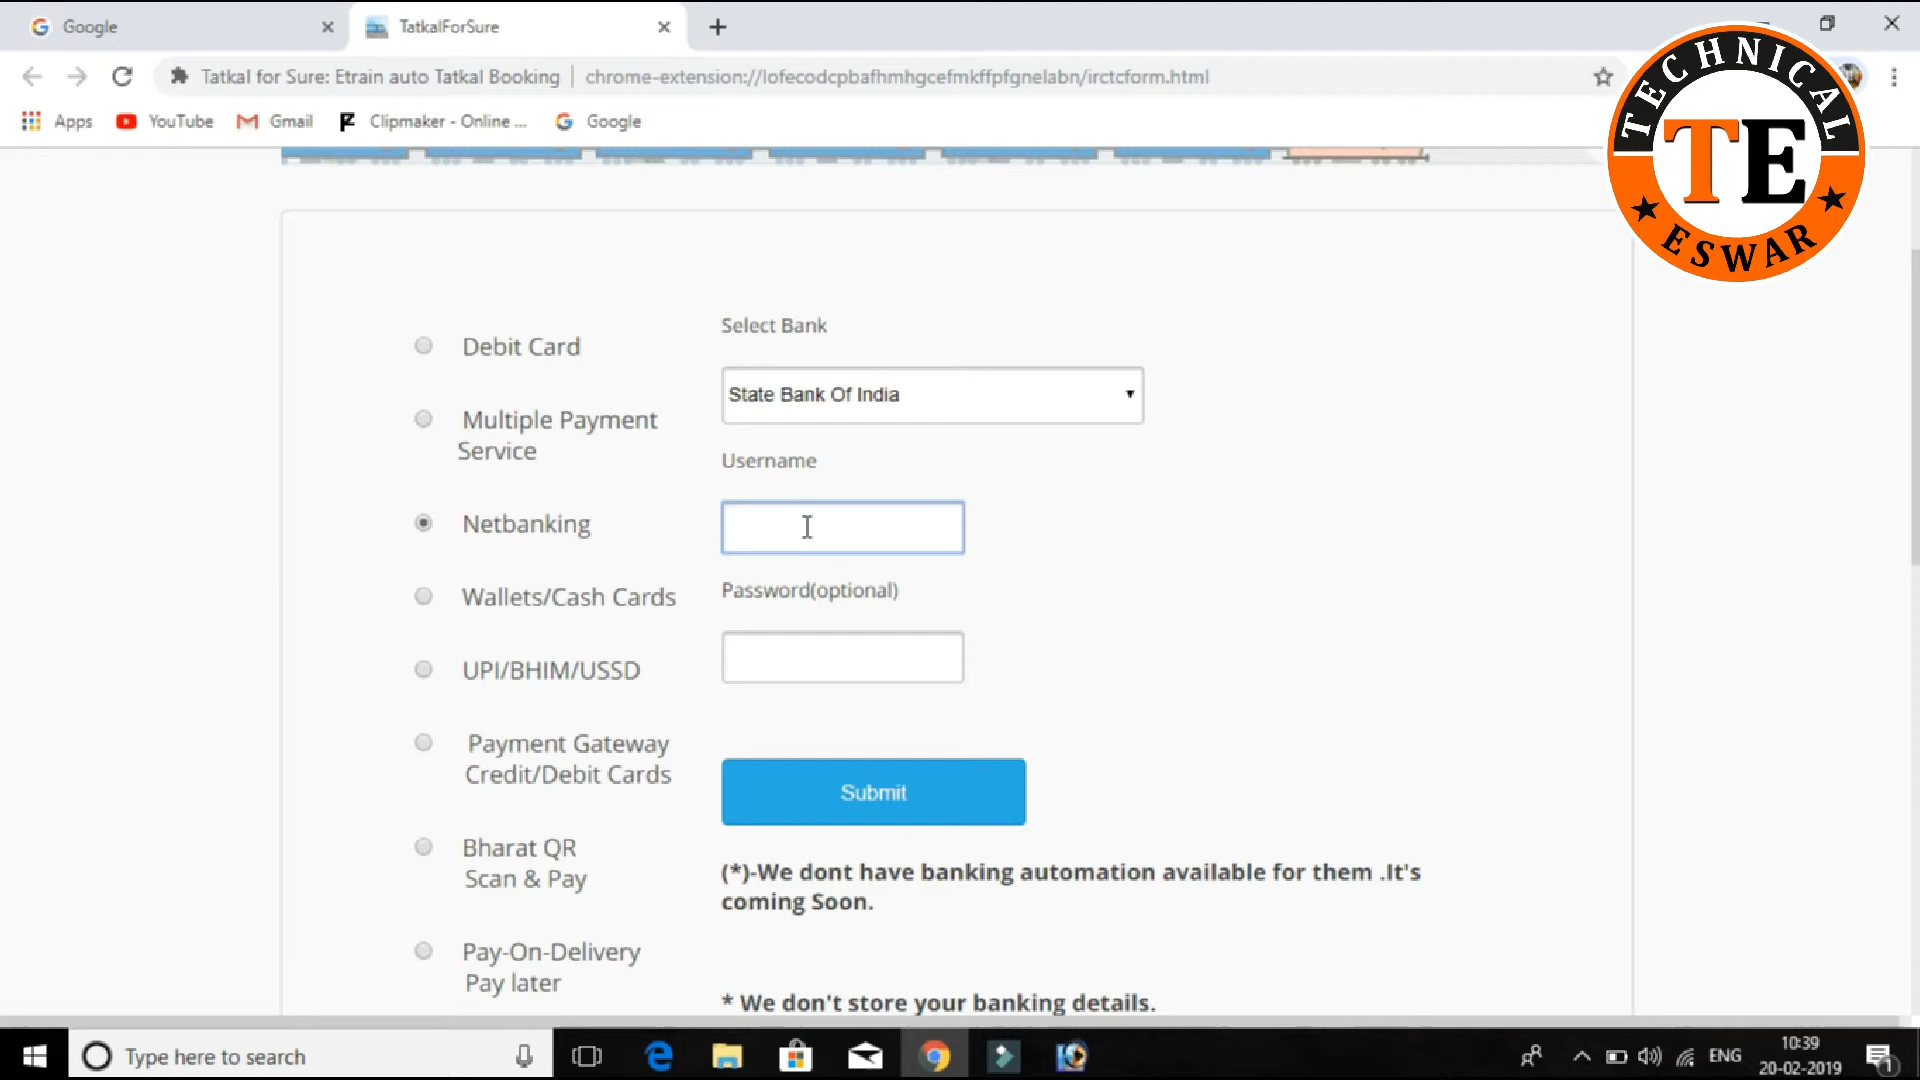 Google
TatkalForSure
Tatkal for Sure: Etrain auto Tatkal Booking | chrome-extension://lofecodcpbafhmhgcefmkffpfgnelabn/irctcform.html
Apps
YouTube
Gmail
Clipmaker - Online ...
Google
TECHNICAL
TE
ESWAR
Debit Card
Multiple Payment
Service
Netbanking
Wallets/Cash Cards
UPI/BHIM/USSD
Payment Gateway
Credit/Debit Cards
Bharat QR
Scan & Pay
Pay-On-Delivery
Pay later
Select Bank
State Bank Of India
Username
Password(optional)
Submit
(*)-We dont have banking automation available for them .It's
coming Soon.
* We don't store your banking details.
Type here to search
ENG
10:39
20-02-2019
1